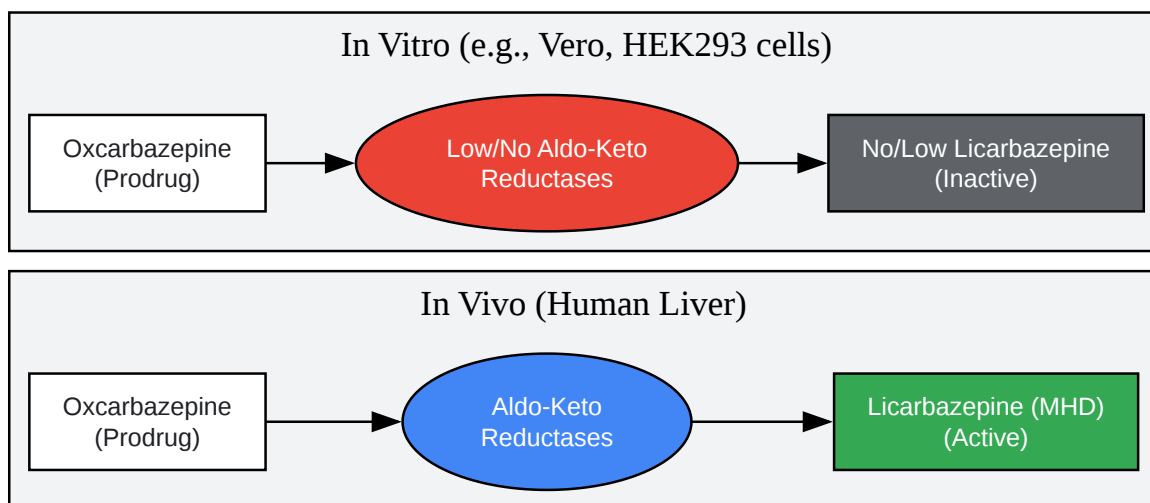 In Vitro (e.g., Vero, HEK293 cells)
Oxcarbazepine
(Prodrug)
Low/No Aldo-Keto
Reductases
No/Low Licarbazepine
(Inactive)
In Vivo (Human Liver)
Oxcarbazepine
(Prodrug)
Aldo-Keto
Reductases
Licarbazepine (MHD)
(Active)